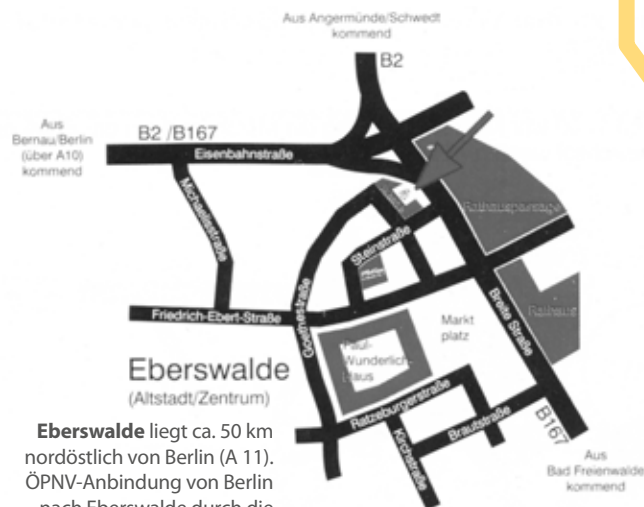 Aus Angermünde/Schwedt
kommend
B2
Aus
Bernau/Berlin
(über A10)
kommend
B2 /B167
Eisenbahnstraße
Michaelisstraße
Rathauspassage
Steinstraße
Friedrich-Ebert-Straße
Goethestraße
Breite Straße
Rathaus
Markt
platz
Paul-
Wunderlich-
Haus
Eberswalde
(Altstadt/Zentrum)
Ratzeburgerstraße
Kirchstraße
Brautstraße
B167
Aus
Bad Freienwalde
kommend
Eberswalde liegt ca. 50 km
nordöstlich von Berlin (A 11).
ÖPNV-Anbindung von Berlin
nach Eberswalde durch die